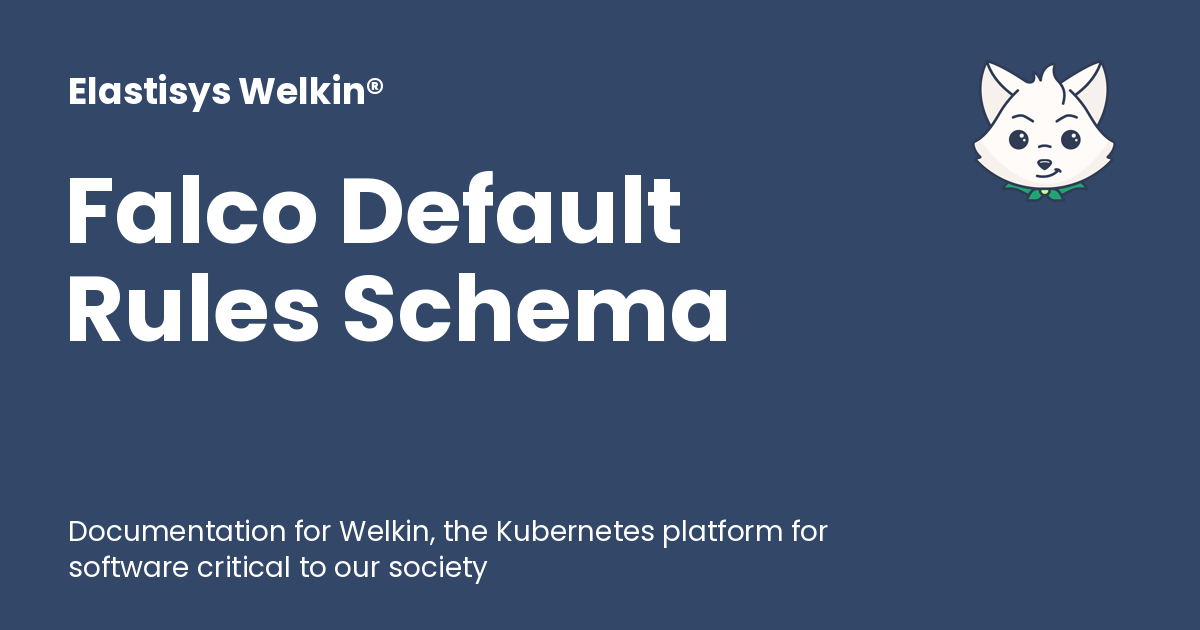 Elastisys Welkin®
Falco Default
Rules Schema
Documentation for Welkin, the Kubernetes platform for
software critical to our society